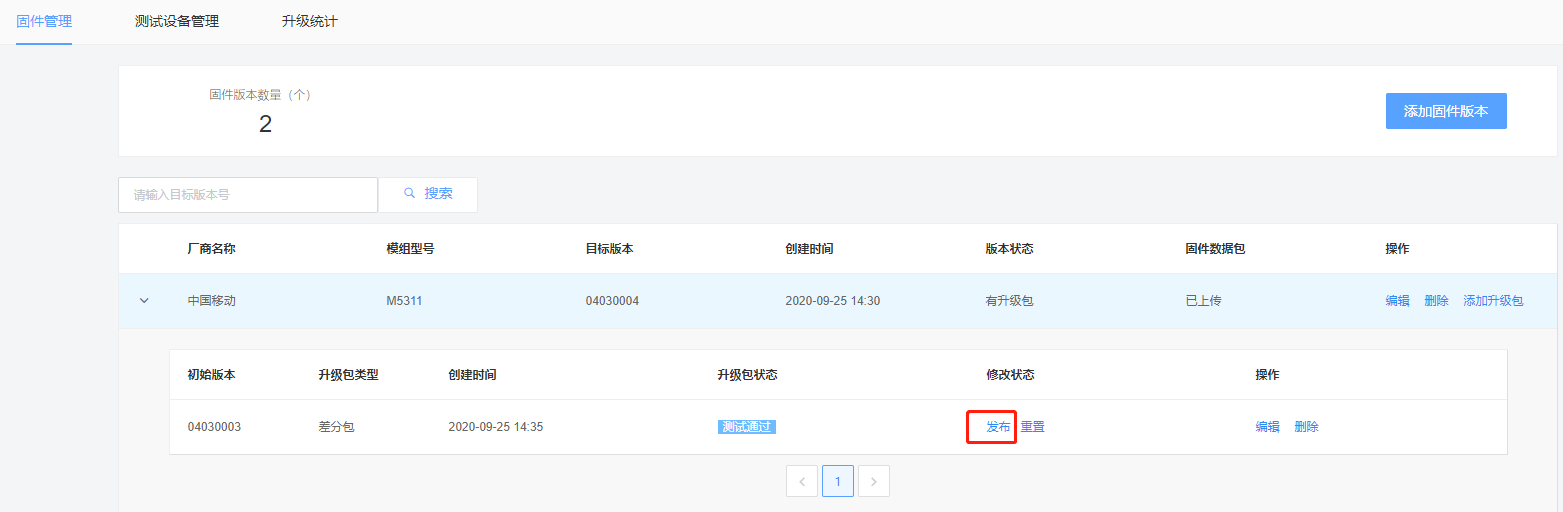 固件管理 测试设备管理 升级统计
固件版本数量（个）
2
添加固件版本
请输入目标版本号 搜索
厂商名称 模组型号 目标版本 创建时间 版本状态 固件数据包 操作
中国移动 M5311 04030004 2020-09-25 14:30 有升级包 已上传 编辑 删除 添加升级包
初始版本 升级包类型 创建时间 升级包状态 修改状态 操作
04030003 差分包 2020-09-25 14:35 测试通过 发布 重置 编辑 删除
1